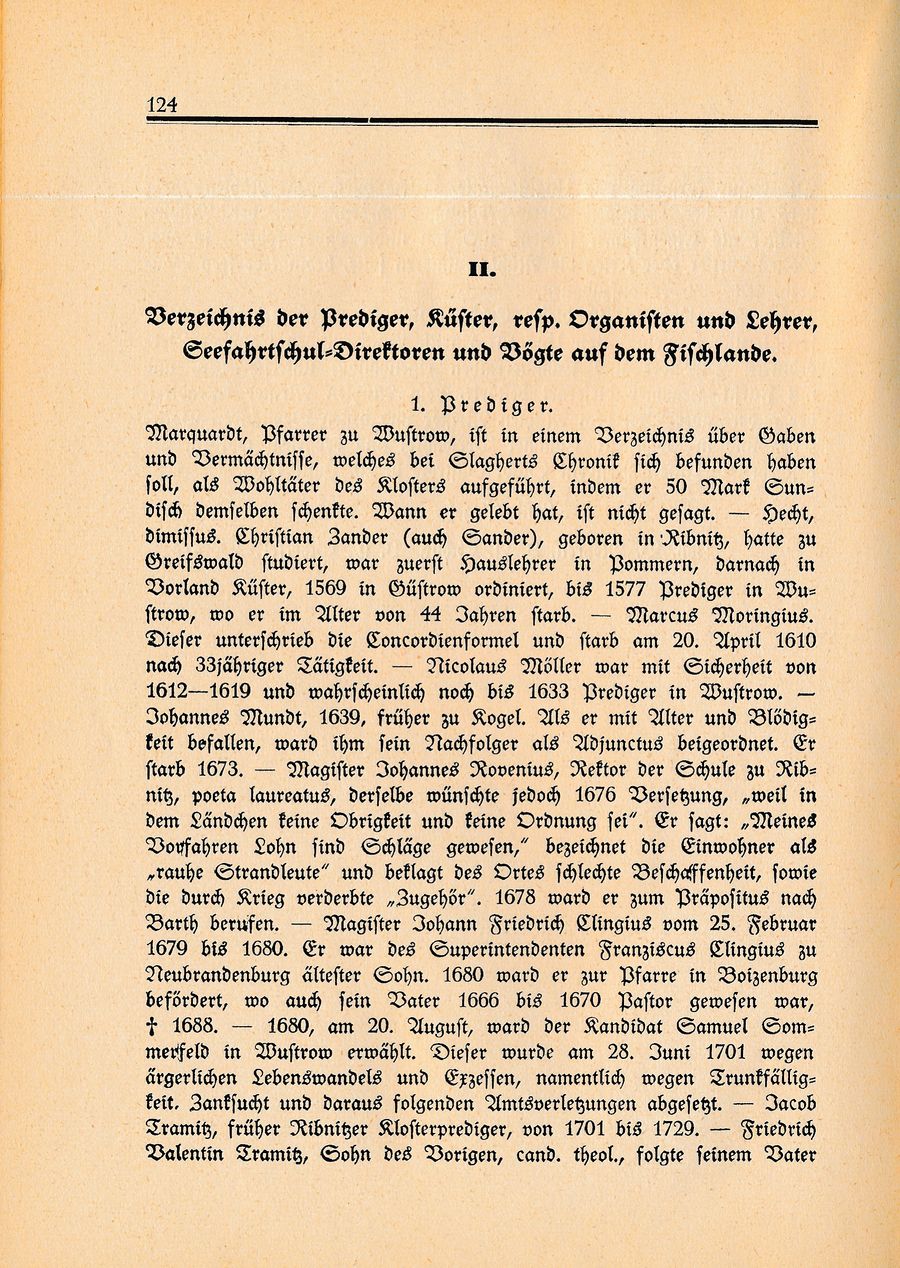 124
II.
Verzeichnis der Prediger, Küster, resp. Organisten und Lehrer,
Seefahrtschul-Direktoren und Vögte auf dem Fischlande.
1. Prediger.
Marquardt, Pfarrer zu Wustrow, ist in einem Verzeichnis über Gaben
und Vermächtnisse, welches bei Slagherts Chronik sich befunden haben
soll, als Wohltäter des Klosters aufgeführt, indem er 50 Mark Sun-
disch demselben schenkte. Wann er gelebt hat, ist nicht gesagt. — Hecht,
dimissus. Christian Zander (auch Sander), geboren in Ribnitz, hatte zu
Greifswald studiert, war zuerst Hauslehrer in Pommern, darnach in
Vorland Küster, 1569 in Güstrow ordiniert, bis 1577 Prediger in Wu-
strow, wo er im Alter von 44 Jahren starb. — Marcus Moringius.
Dieser unterschrieb die Concordienformel und starb am 20. April 1610
nach 33jähriger Tätigkeit. — Nicolaus Möller war mit Sicherheit von
1612—1619 und wahrscheinlich noch bis 1633 Prediger in Wustrow. —
Johannes Mundt, 1639, früher zu Kogel. Als er mit Alter und Blödig-
keit befallen, ward ihm sein Nachfolger als Adjunctus beigeordnet. Er
starb 1673. — Magister Johannes Rovenius, Rektor der Schule zu Rib-
nitz, poeta laureatus, derselbe wünschte jedoch 1676 Versetzung, „weil in
dem Ländchen keine Obrigkeit und keine Ordnung sei". Er sagt: „Meines
Vorfahren Lohn sind Schläge gewesen," bezeichnet die Einwohner als
„rauhe Strandleute" und beklagt des Ortes schlechte Beschaffenheit, sowie
die durch Krieg verderbte „Zugehör". 1678 ward er zum Präpositus nach
Barth berufen. — Magister Johann Friedrich Clingius vom 25. Februar
1679 bis 1680. Er war des Superintendenten Franziscus Clingius zu
Neubrandenburg ältester Sohn. 1680 ward er zur Pfarre in Boizenburg
befördert, wo auch sein Vater 1666 bis 1670 Pastor gewesen war,
† 1688. — 1680, am 20. August, ward der Kandidat Samuel Som-
merfeld in Wustrow erwählt. Dieser wurde am 28. Juni 1701 wegen
ärgerlichen Lebenswandels und Exzessen, namentlich wegen Trunkfällig-
keit, Zanksucht und daraus folgenden Amtsverletzungen abgesetzt. — Jacob
Tramitz, früher Ribnitzer Klosterprediger, von 1701 bis 1729. — Friedrich
Valentin Tramitz, Sohn des Vorigen, cand. theol., folgte seinem Vater